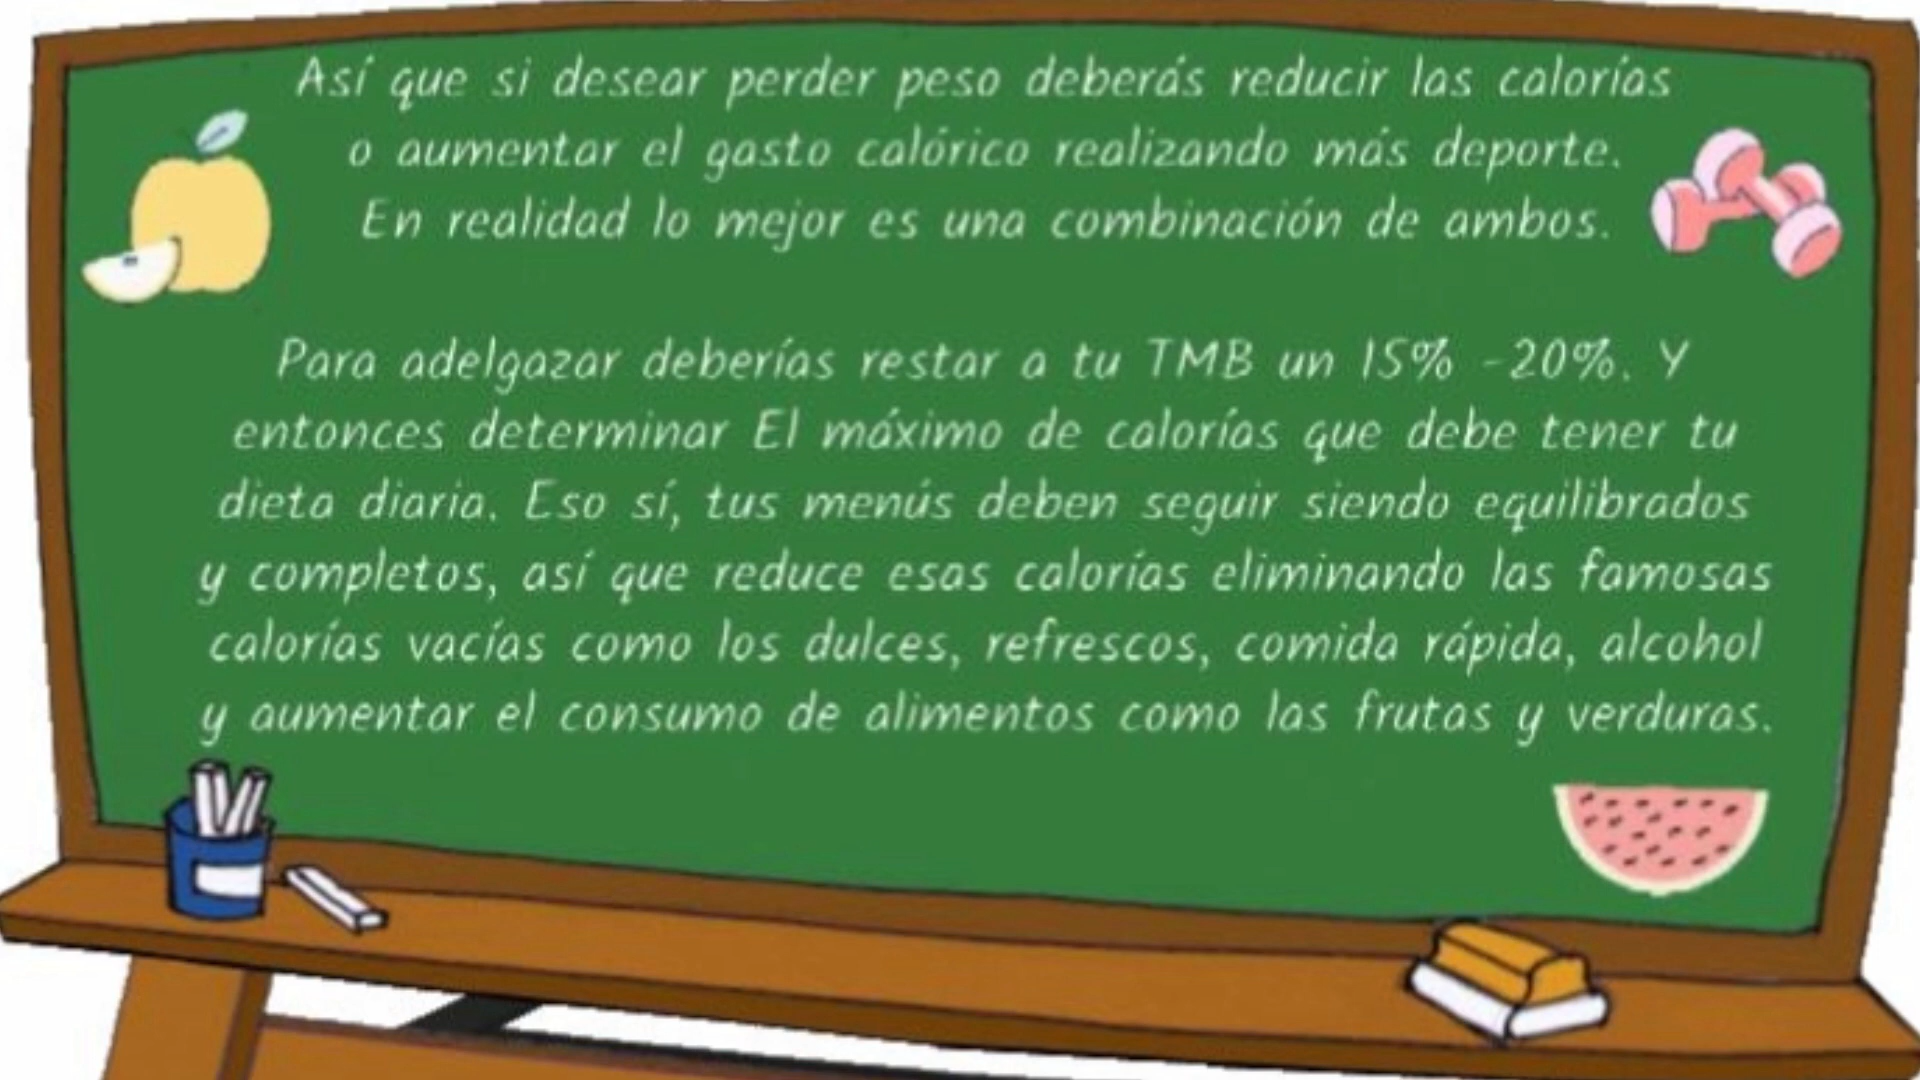 Así que si desear perder peso deberás reducir las calorías
o aumentar el gasto calórico realizando más deporte.
En realidad lo mejor es una combinación de ambos.
Para adelgazar deberías restar a tu TMB un 15% -20%. Y
entonces determinar El máximo de calorías que debe tener tu
dieta diaria. Eso sí, tus menús deben seguir siendo equilibrados
y completos, así que reduce esas calorías eliminando las famosas
calorías vacías como los dulces, refrescos, comida rápida, alcohol
y aumentar el consumo de alimentos como las frutas y verduras.